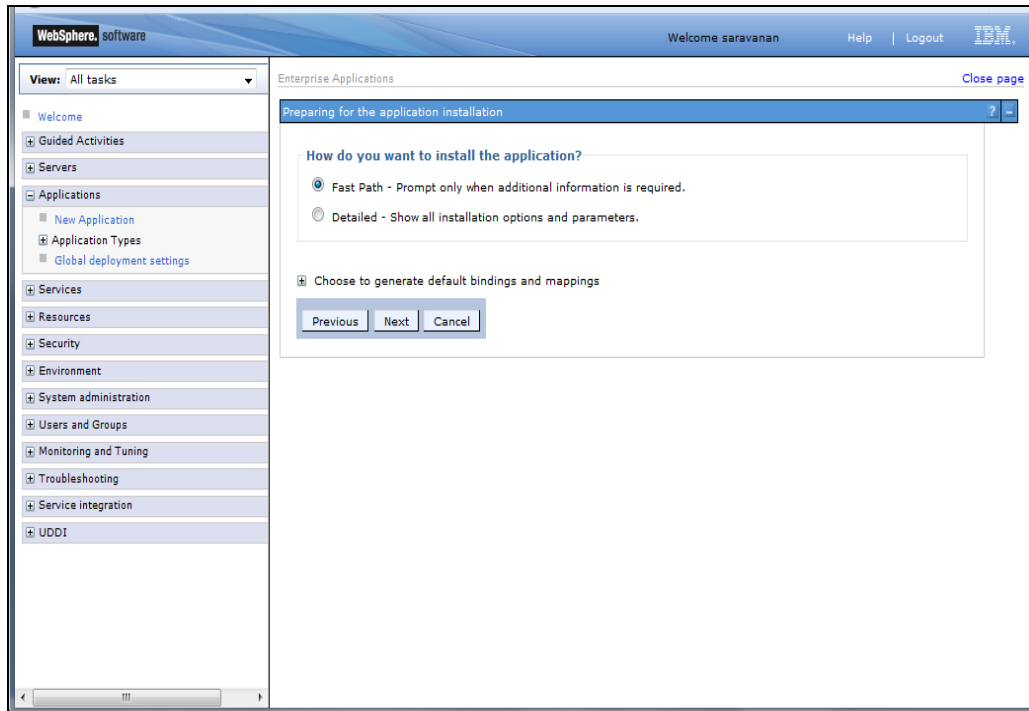 WebSphere. software
Welcome saravanan
Help | Logout
IBM.
View: All tasks
Welcome
Guided Activities
Servers
Applications
New Application
Application Types
Global deployment settings
Services
Resources
Security
Environment
System administration
Users and Groups
Monitoring and Tuning
Troubleshooting
Service integration
UDDI
Enterprise Applications
Close page
Preparing for the application installation
? -
How do you want to install the application?
Fast Path - Prompt only when additional information is required.
Detailed - Show all installation options and parameters.
Choose to generate default bindings and mappings
Previous Next Cancel